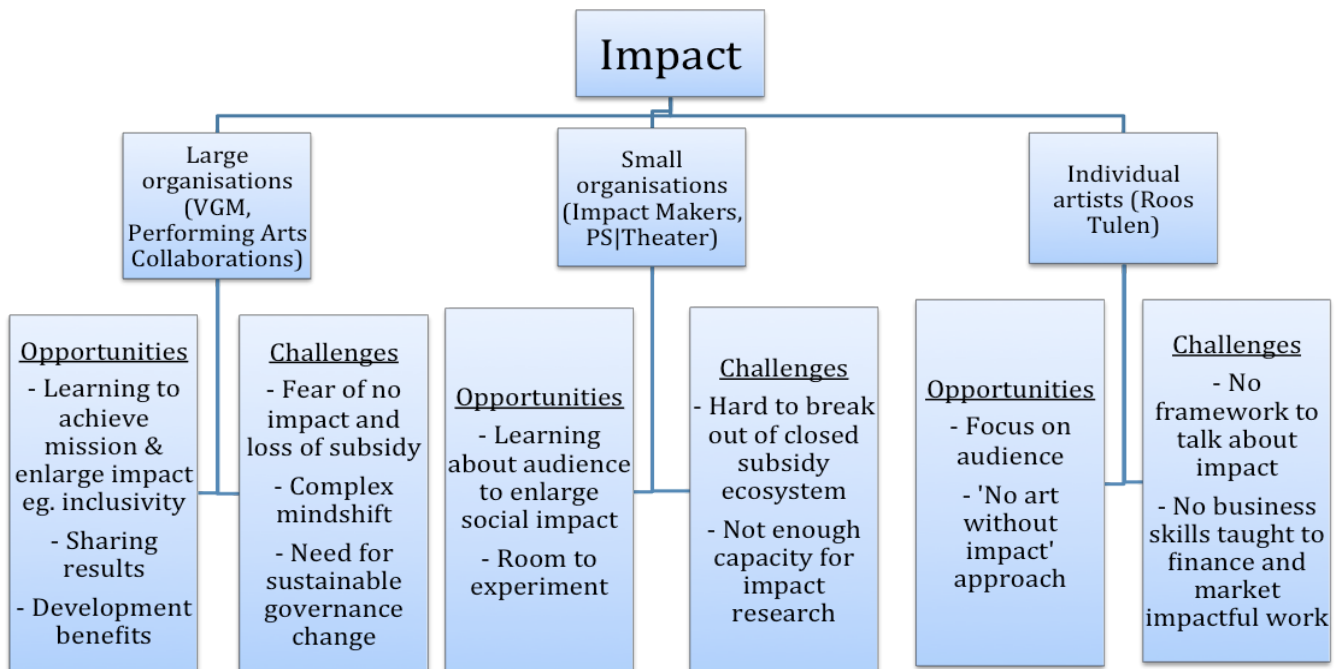 Impact
Large
organisations
(VGM,
Performing Arts
Collaborations)
Small
organisations
(Impact Makers,
PS|Theater)
Individual
artists (Roos
Tulen)
Opportunities
- Learning to
achieve
mission &
enlarge impact
eg. inclusivity
- Sharing
results
- Development
benefits
Challenges
- Fear of no
impact and
loss of subsidy
- Complex
mindshift
- Need for
sustainable
governance
change
Opportunities
- Learning
about audience
to enlarge
social impact
- Room to
experiment
Challenges
- Hard to break
out of closed
subsidy
ecosystem
- Not enough
capacity for
impact
research
Opportunities
- Focus on
audience
- 'No art
without
impact'
approach
Challenges
- No
framework to
talk about
impact
- No business
skills taught to
finance and
market
impactful work